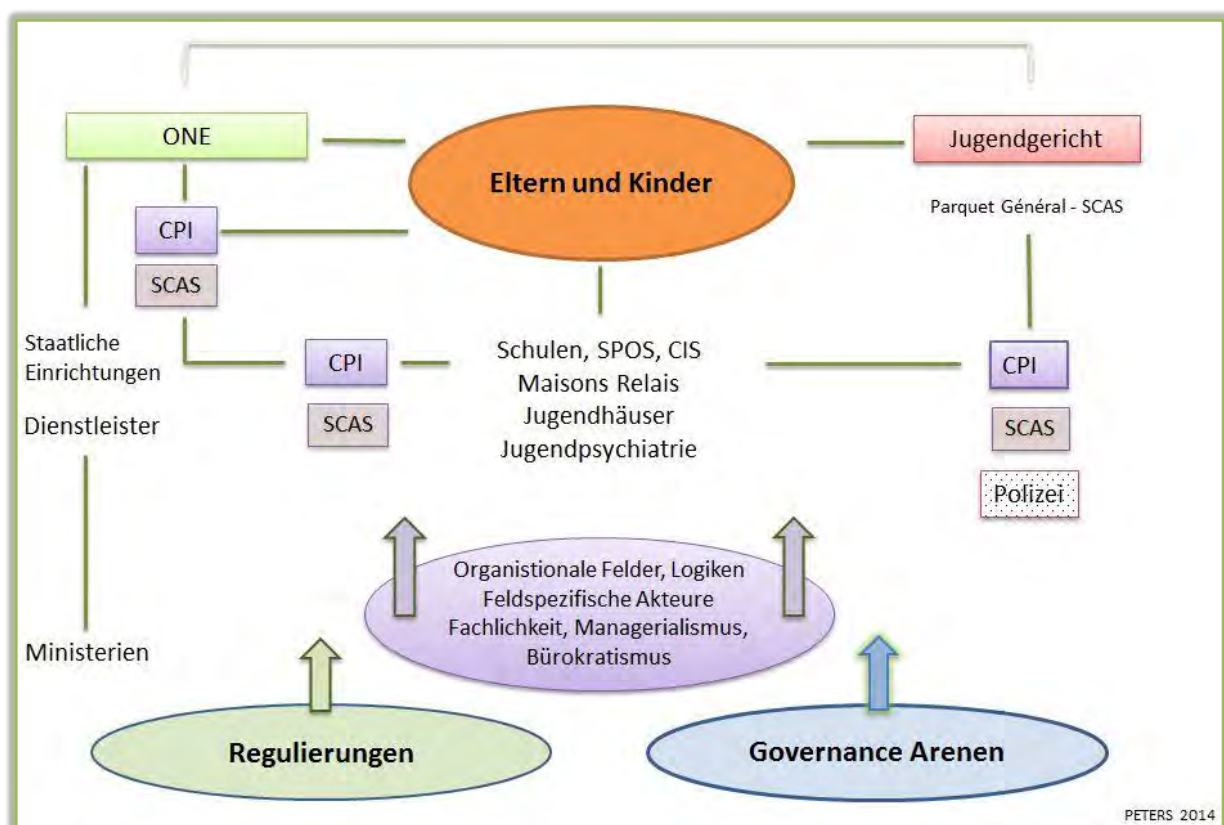 ONE
Eltern und Kinder
Jugendgericht
Parquet Général - SCAS
CPI
SCAS
Staatliche
Einrichtungen
Dienstleister
Ministerien
CPI
SCAS
Schulen, SPOS, CIS
Maisons Relais
Jugendhäuser
Jugendpsychiatrie
CPI
SCAS
Polizei
Organistionale Felder, Logiken
Feldspezifische Akteure
Fachlichkeit, Managerialismus,
Bürokratismus
Regulierungen
Governance Arenen
PETERS 2014